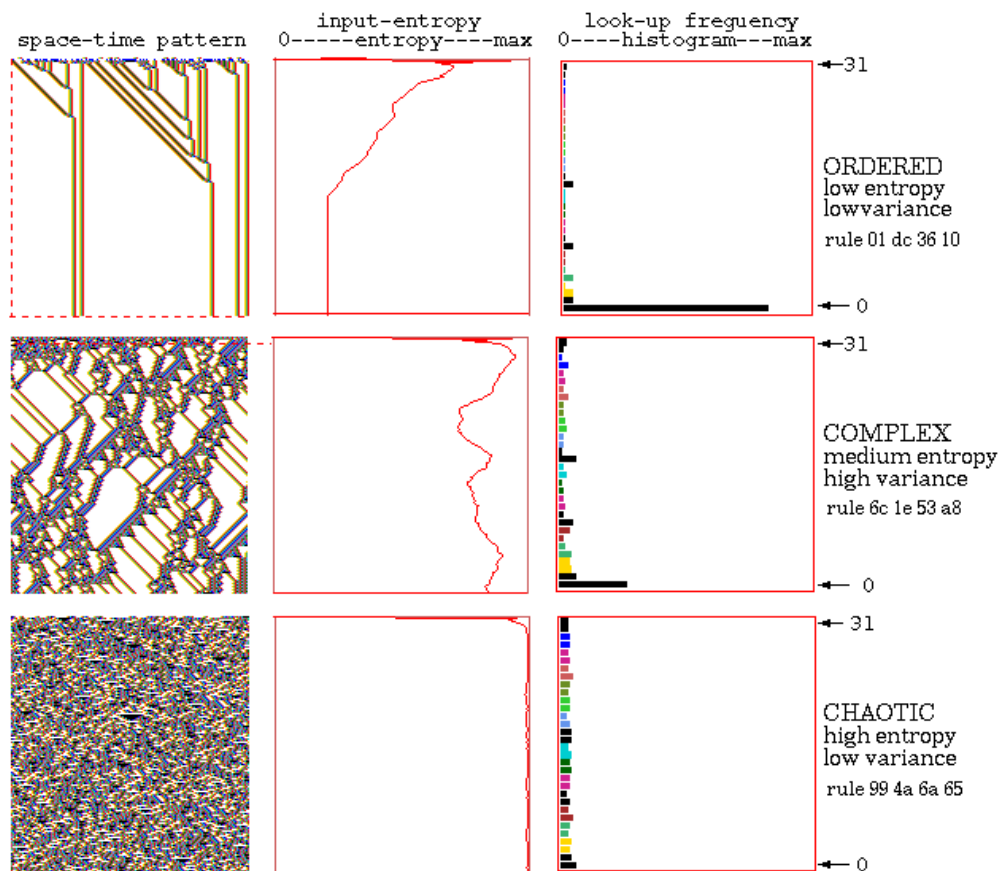 space-time pattern
input-entropy
0-----entropy----max
look-up freguency
0----histogram---max
31
ORDERED
low entropy
lowvariance
rule 01 dc 36 10
0
31
COMPLEX
medium entropy
high variance
rule 6c 1e 53 a8
0
31
CHAOTIC
high entropy
low variance
rule 99 4a 6a 65
0